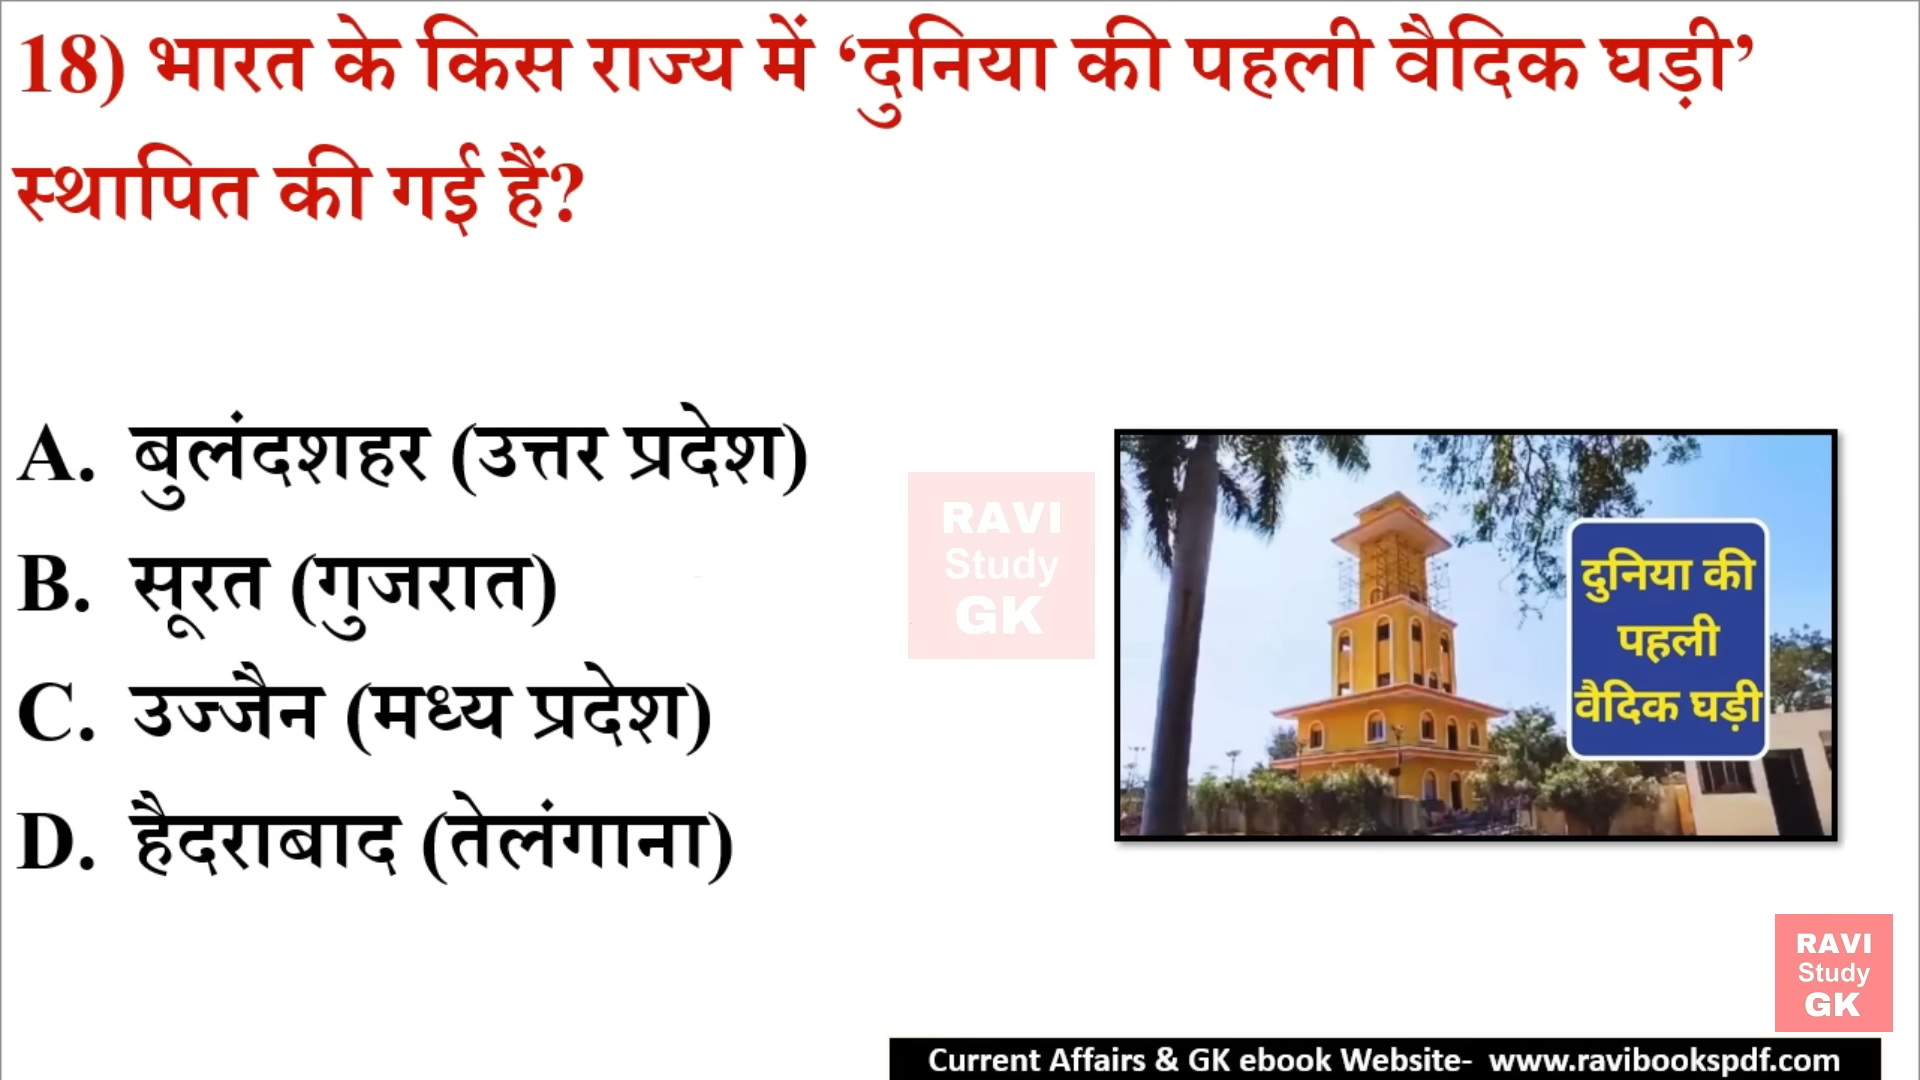 18) भारत के किस राज्य में ‘दुनिया की पहली वैदिक घड़ी’
स्थापित की गई हैं?
A. बुलंदशहर (उत्तर प्रदेश)
B. सूरत (गुजरात)
C. उज्जैन (मध्य प्रदेश)
D. हैदराबाद (तेलंगाना)
RAVI
Study
GK
दुनिया की
पहली
वैदिक घड़ी
RAVI
Study
GK
Current Affairs & GK ebook Website- www.ravibookspdf.com